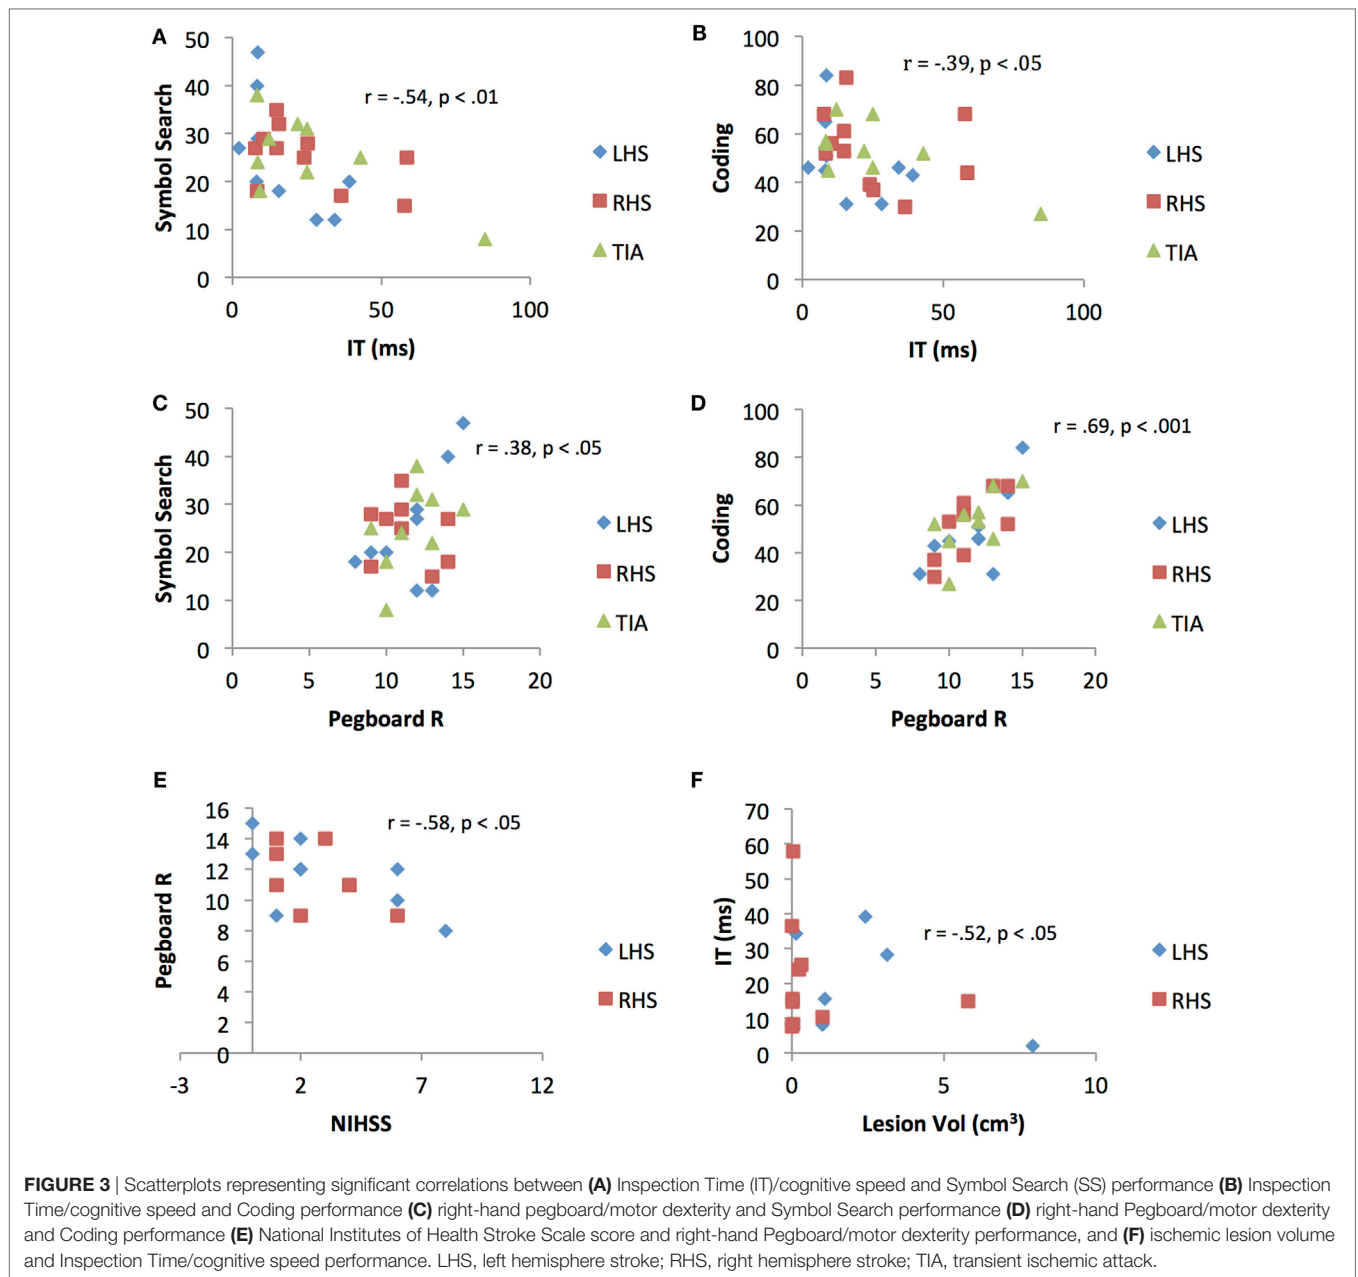 A
50
40
30
20
10
0
Symbol Search
r = -.54, p < .01
LHS
RHS
TIA
0 50 100
IT (ms)
B
100
80
60
40
20
0
Coding
r = -.39, p < .05
LHS
RHS
TIA
0 50 100
IT (ms)
C
50
40
30
20
10
0
Symbol Search
r = .38, p < .05
LHS
RHS
TIA
0 5 10 15 20
Pegboard R
D
100
80
60
40
20
0
Coding
r = .69, p < .001
LHS
RHS
TIA
0 5 10 15 20
Pegboard R
E
16
14
12
10
8
6
4
2
0
Pegboard R
r = -.58, p < .05
LHS
RHS
-3 2 7 12
NIHSS
F
70
60
50
40
30
20
10
0
IT (ms)
r = -.52, p < .05
LHS
RHS
0 5 10
Lesion Vol (cm³)
FIGURE 3 | Scatterplots representing significant correlations between (A) Inspection Time (IT)/cognitive speed and Symbol Search (SS) performance (B) Inspection
Time/cognitive speed and Coding performance (C) right-hand pegboard/motor dexterity and Symbol Search performance (D) right-hand Pegboard/motor dexterity
and Coding performance (E) National Institutes of Health Stroke Scale score and right-hand Pegboard/motor dexterity performance, and (F) ischemic lesion volume
and Inspection Time/cognitive speed performance. LHS, left hemisphere stroke; RHS, right hemisphere stroke; TIA, transient ischemic attack.